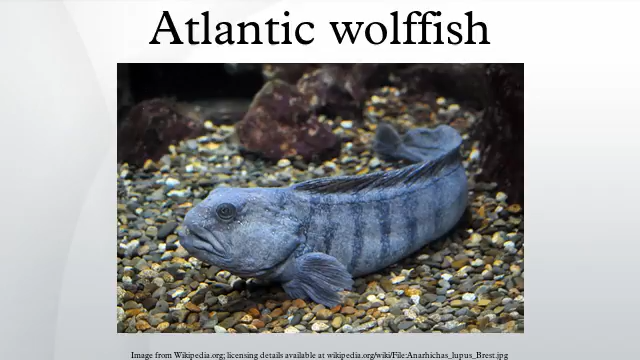 Atlantic wolffish
Image from Wikipedia.org; licensing details available at wikipedia.org/wiki/File:Anarhichas_lupus_Brest.jpg